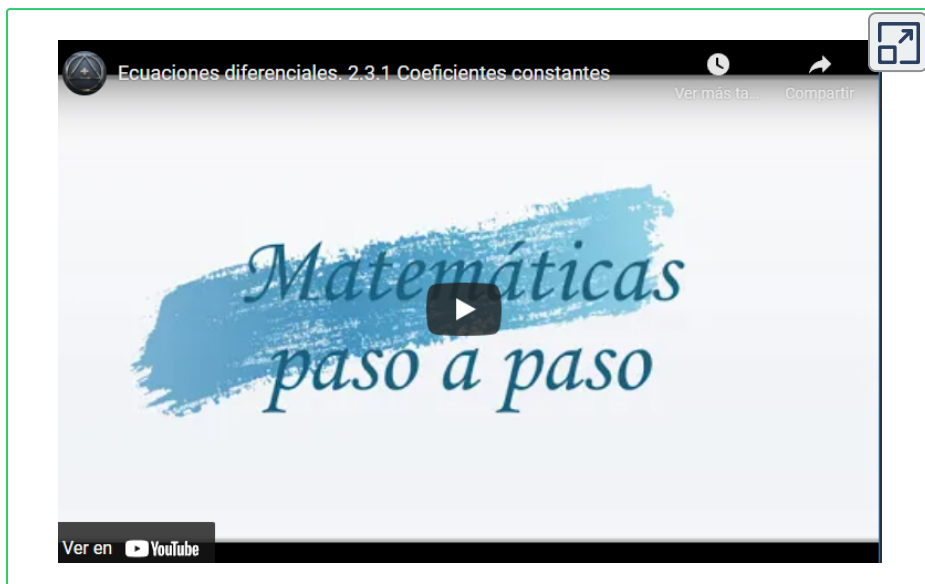 Ecuaciones diferenciales. 2.3.1 Coeficientes constantes
Ver más ta...
Compartir
Matemáticas
paso a paso
Ver en YouTube